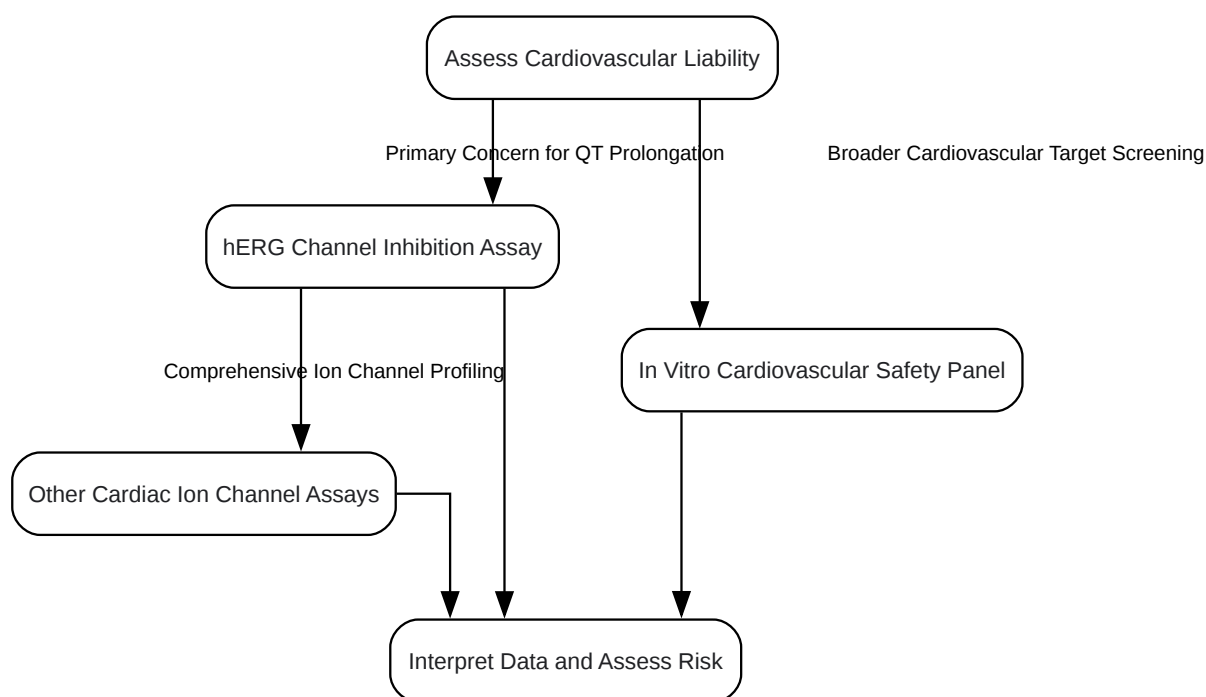 Assess Cardiovascular Liability
Primary Concern for QT Prolongation
Broader Cardiovascular Target Screening
hERG Channel Inhibition Assay
Comprehensive Ion Channel Profiling
In Vitro Cardiovascular Safety Panel
Other Cardiac Ion Channel Assays
Interpret Data and Assess Risk